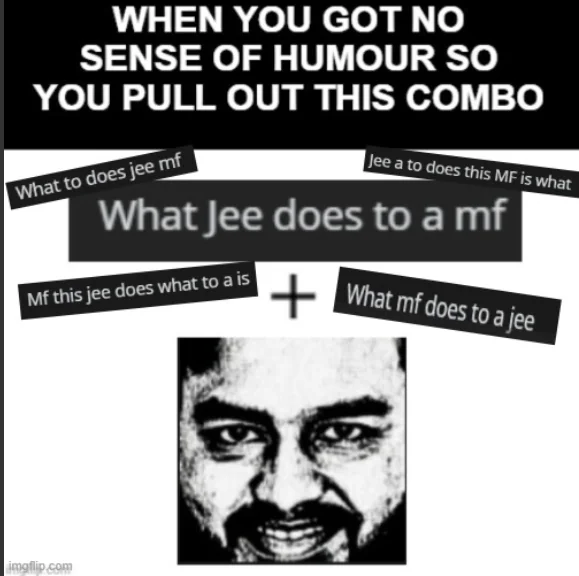 WHEN YOU GOT NO
SENSE OF HUMOUR SO
YOU PULL OUT THIS COMBO
What to does jee mf
Jee a to does this MF is what
What Jee does to a mf
Mf this jee does what to a is
+
What mf does to a jee
imgflip.com